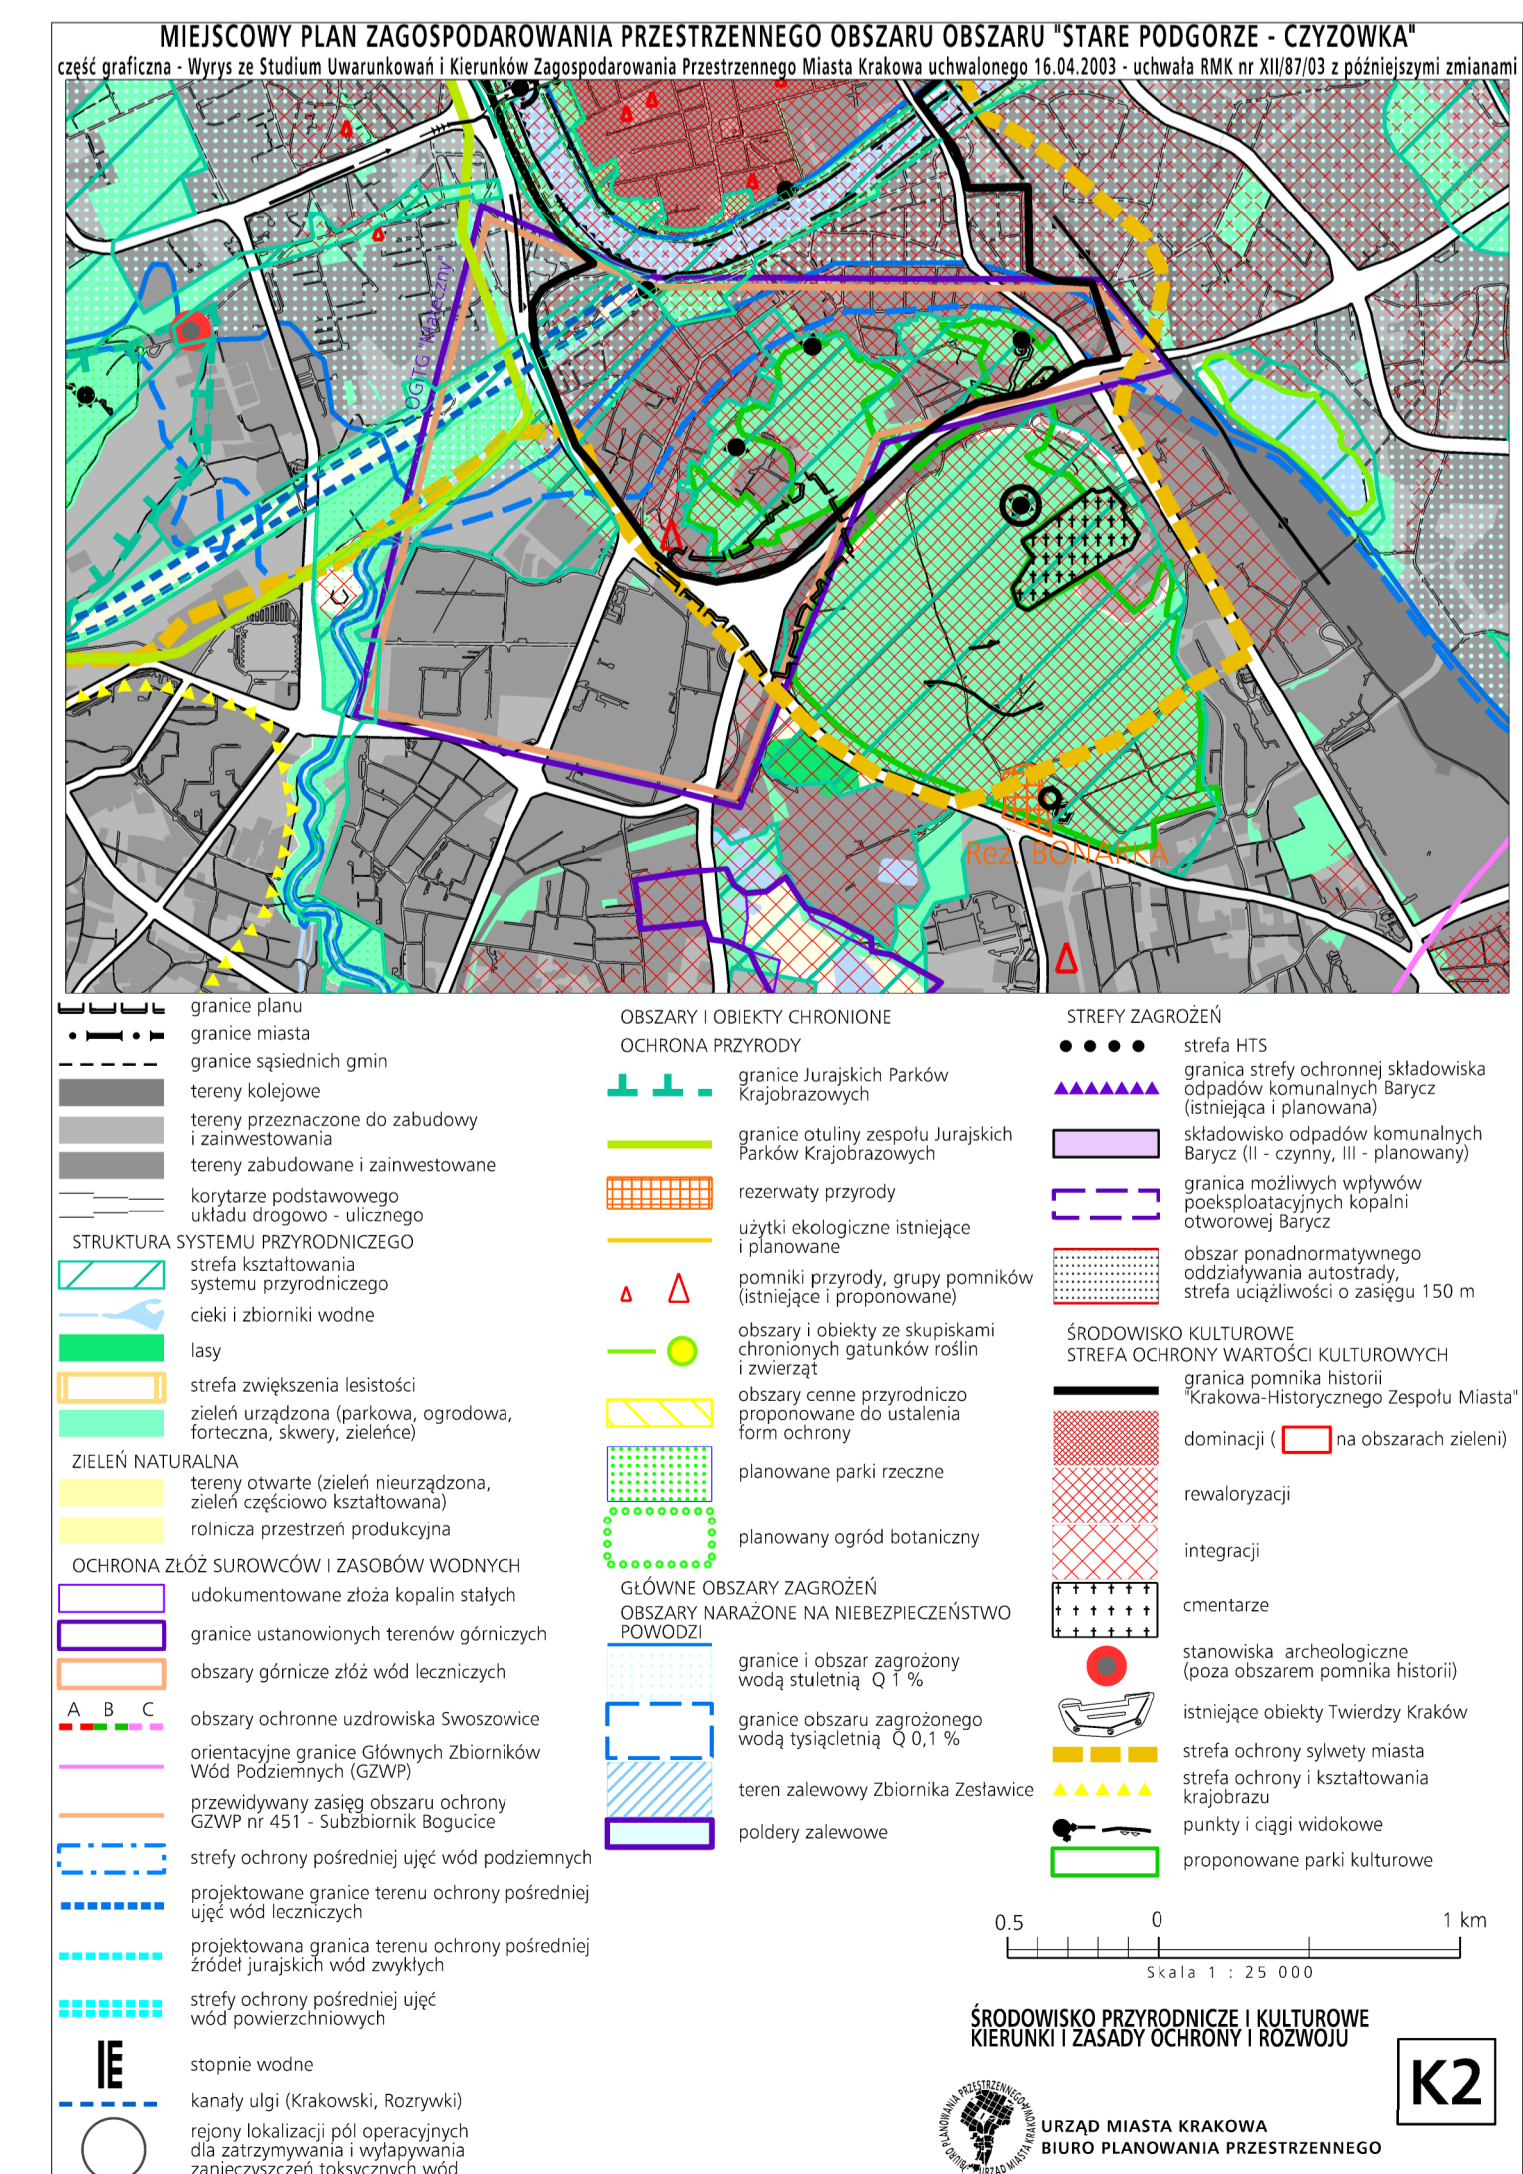 MIEJSCOWY PLAN ZAGOSPODAROWANIA PRZESTRZENNEGO OBSZARU OBSZARU "STARE PODGORZE - CZYZOWKA"
część graficzna - Wyrys ze Studium Uwarunkowań i Kierunków Zagospodarowania Przestrzennego Miasta Krakowa uchwalonego 16.04.2003 - uchwała RMK nr XII/87/03 z późniejszymi zmianami
OGiTG "Mateczny"
Rez. BONARKA
granice planu
granice miasta
granice sąsiednich gmin
tereny kolejowe
tereny przeznaczone do zabudowy
i zainwestowania
tereny zabudowane i zainwestowane
korytarze podstawowego
układu drogowo - ulicznego
STRUKTURA SYSTEMU PRZYRODNICZEGO
strefa kształtowania
systemu przyrodniczego
cieki i zbiorniki wodne
lasy
strefa zwiększenia lesistości
zieleń urządzona (parkowa, ogrodowa,
forteczna, skwery, zieleńce)
ZIELEŃ NATURALNA
tereny otwarte (zieleń nieurządzona,
zieleń częściowo kształtowana)
rolnicza przestrzeń produkcyjna
OCHRONA ZŁÓŻ SUROWCÓW I ZASOBÓW WODNYCH
udokumentowane złoża kopalin stałych
granice ustanowionych terenów górniczych
obszary górnicze złóż wód leczniczych
A B C
obszary ochronne uzdrowiska Swoszowice
orientacyjne granice Głównych Zbiorników
Wód Podziemnych (GZWP)
przewidywany zasięg obszaru ochrony
GZWP nr 451 - Subzbiornik Bogucice
strefy ochrony pośredniej ujęć wód podziemnych
projektowane granice terenu ochrony pośredniej
ujęć wód leczniczych
projektowana granica terenu ochrony pośredniej
źródeł jurajskich wód zwykłych
strefy ochrony pośredniej ujęć
wód powierzchniowych
stopnie wodne
kanały ulgi (Krakowski, Rozrywki)
rejony lokalizacji pól operacyjnych
dla zatrzymywania i wyłapywania
zanieczyszczeń toksycznych wód
OBSZARY I OBIEKTY CHRONIONE
OCHRONA PRZYRODY
granice Jurajskich Parków
Krajobrazowych
granice otuliny zespołu Jurajskich
Parków Krajobrazowych
rezerwaty przyrody
użytki ekologiczne istniejące
i planowane
pomniki przyrody, grupy pomników
(istniejące i proponowane)
obszary i obiekty ze skupiskami
chronionych gatunków roślin
i zwierząt
obszary cenne przyrodniczo
proponowane do ustalenia
form ochrony
planowane parki rzeczne
planowany ogród botaniczny
GŁÓWNE OBSZARY ZAGROŻEŃ
OBSZARY NARAŻONE NA NIEBEZPIECZEŃSTWO
POWODZI
granice i obszar zagrożony
wodą stuletnią Q 1 %
granice obszaru zagrożonego
wodą tysiącletnią Q 0,1 %
teren zalewowy Zbiornika Zesławice
poldery zalewowe
STREFY ZAGROŻEŃ
strefa HTS
granica strefy ochronnej składowiska
odpadów komunalnych Barycz
(istniejąca i planowana)
składowisko odpadów komunalnych
Barycz (II - czynny, III - planowany)
granica możliwych wpływów
poeksploatacyjnych kopalni
otworowej Barycz
obszar ponadnormatywnego
oddziaływania autostrady,
strefa uciążliwości o zasięgu 150 m
ŚRODOWISKO KULTUROWE
STREFA OCHRONY WARTOŚCI KULTUROWYCH
granica pomnika historii
"Krakowa-Historycznego Zespołu Miasta"
dominacji ( na obszarach zieleni)
rewaloryzacji
integracji
cmentarze
stanowiska archeologiczne
(poza obszarem pomnika historii)
istniejące obiekty Twierdzy Kraków
strefa ochrony sylwety miasta
strefa ochrony i kształtowania
krajobrazu
punkty i ciągi widokowe
proponowane parki kulturowe
0.5 0 1 km
Skala 1 : 25 000
ŚRODOWISKO PRZYRODNICZE I KULTUROWE
KIERUNKI I ZASADY OCHRONY I ROZWOJU
K2
BIURO PLANOWANIA PRZESTRZENNEGO
URZĄD MIASTA KRAKOWA
URZĄD MIASTA KRAKOWA
BIURO PLANOWANIA PRZESTRZENNEGO